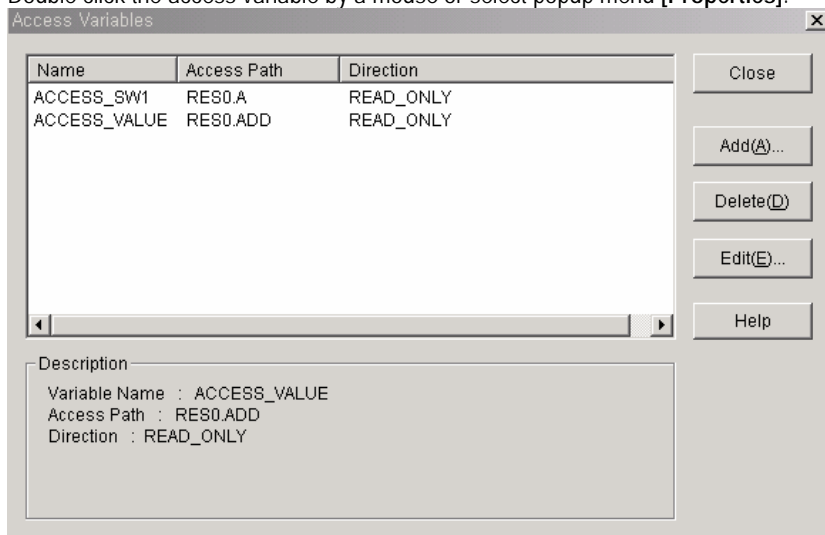 Double click the access variable by a mouse or select popup menu [Properties].
Access Variables
Name Access Path Direction
ACCESS_SW1 RES0.A READ_ONLY
ACCESS_VALUE RES0.ADD READ_ONLY
Close
Add(A)...
Delete(D)
Edit(E)...
Help
Description
Variable Name : ACCESS_VALUE
Access Path : RES0.ADD
Direction : READ_ONLY